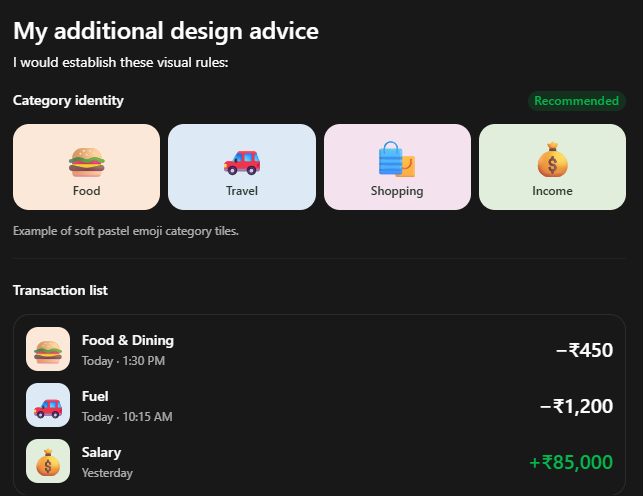 My additional design advice
I would establish these visual rules:
Category identity
Recommended
Food
Travel
Shopping
Income
Example of soft pastel emoji category tiles.
Transaction list
Food & Dining
−₹450
Today · 1:30 PM
Fuel
−₹1,200
Today · 10:15 AM
Salary
+₹85,000
Yesterday